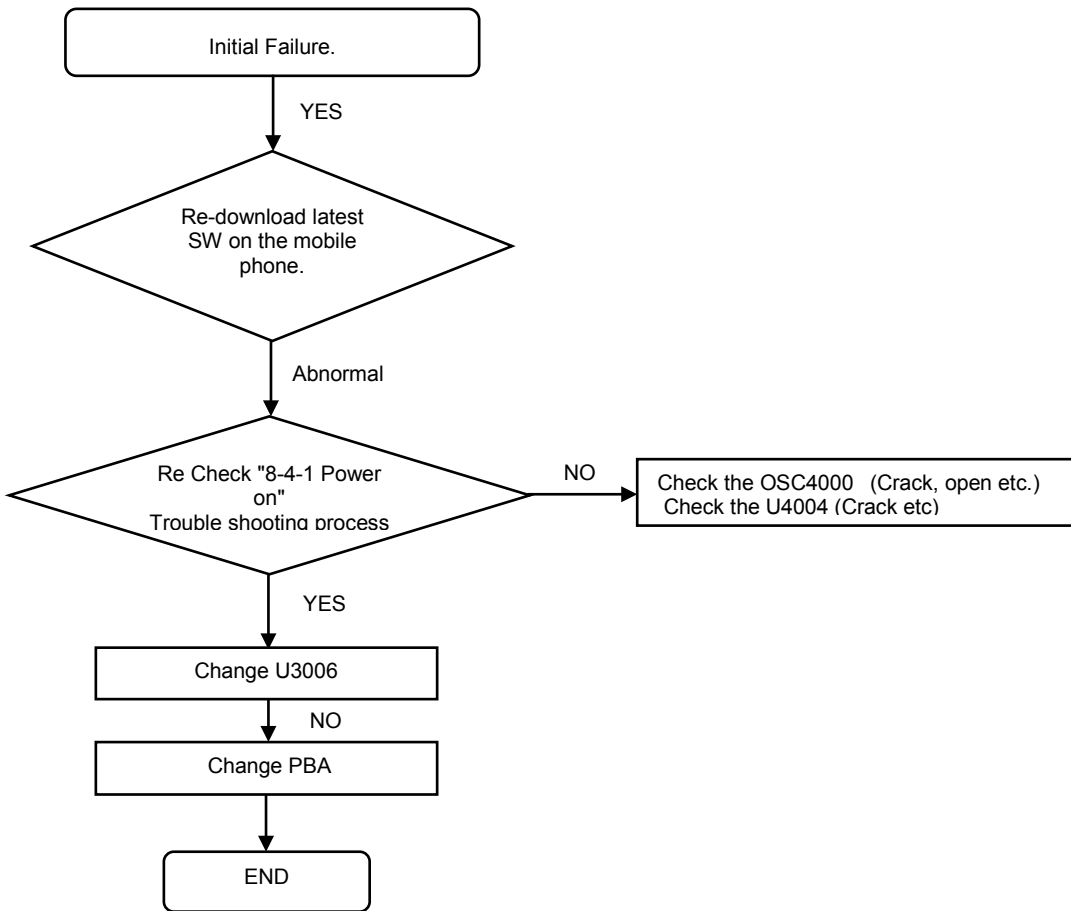 Initial Failure.
YES
Re-download latest
SW on the mobile
phone.
Abnormal
Re Check "8-4-1 Power
on"
Trouble shooting process
NO
Check the OSC4000 (Crack, open etc.)
Check the U4004 (Crack etc)
YES
Change U3006
NO
Change PBA
END